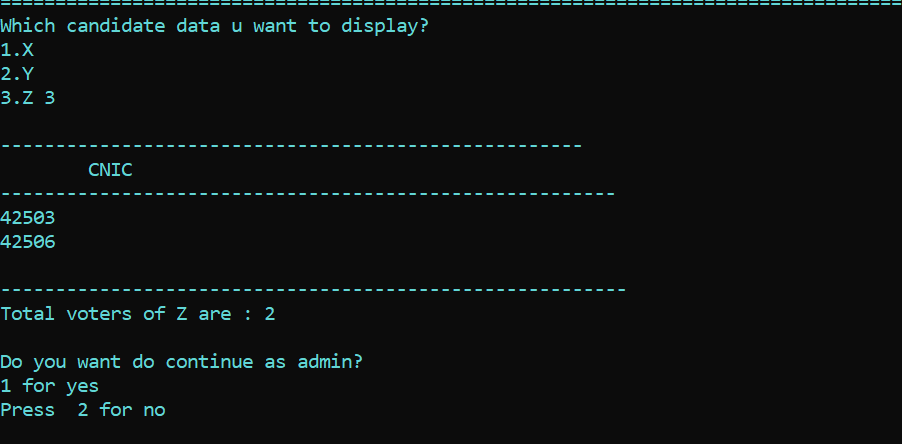 ==================================================================================
Which candidate data u want to display?
1.X
2.Y
3.Z 3
-----------------------------------------------------
CNIC
--------------------------------------------------------
42503
42506
---------------------------------------------------------
Total voters of Z are : 2
Do you want do continue as admin?
1 for yes
Press  2 for no